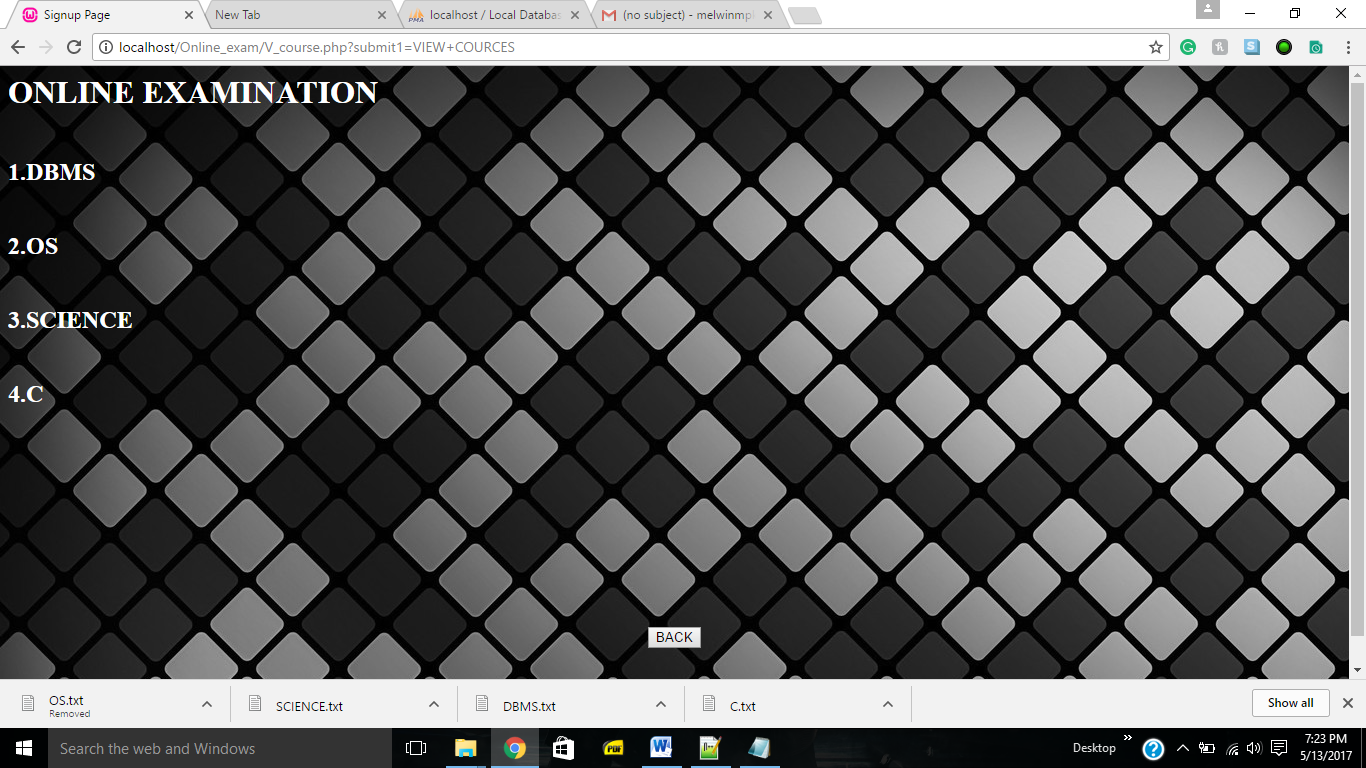 Signup Page
New Tab
localhost / Local Databas
(no subject) - melwinmpk
localhost/Online_exam/V_course.php?submit1=VIEW+COURCES
ONLINE EXAMINATION
1.DBMS
2.OS
3.SCIENCE
4.C
BACK
OS.txt
Removed
SCIENCE.txt
DBMS.txt
C.txt
Show all
Search the web and Windows
Desktop
7:23 PM
5/13/2017